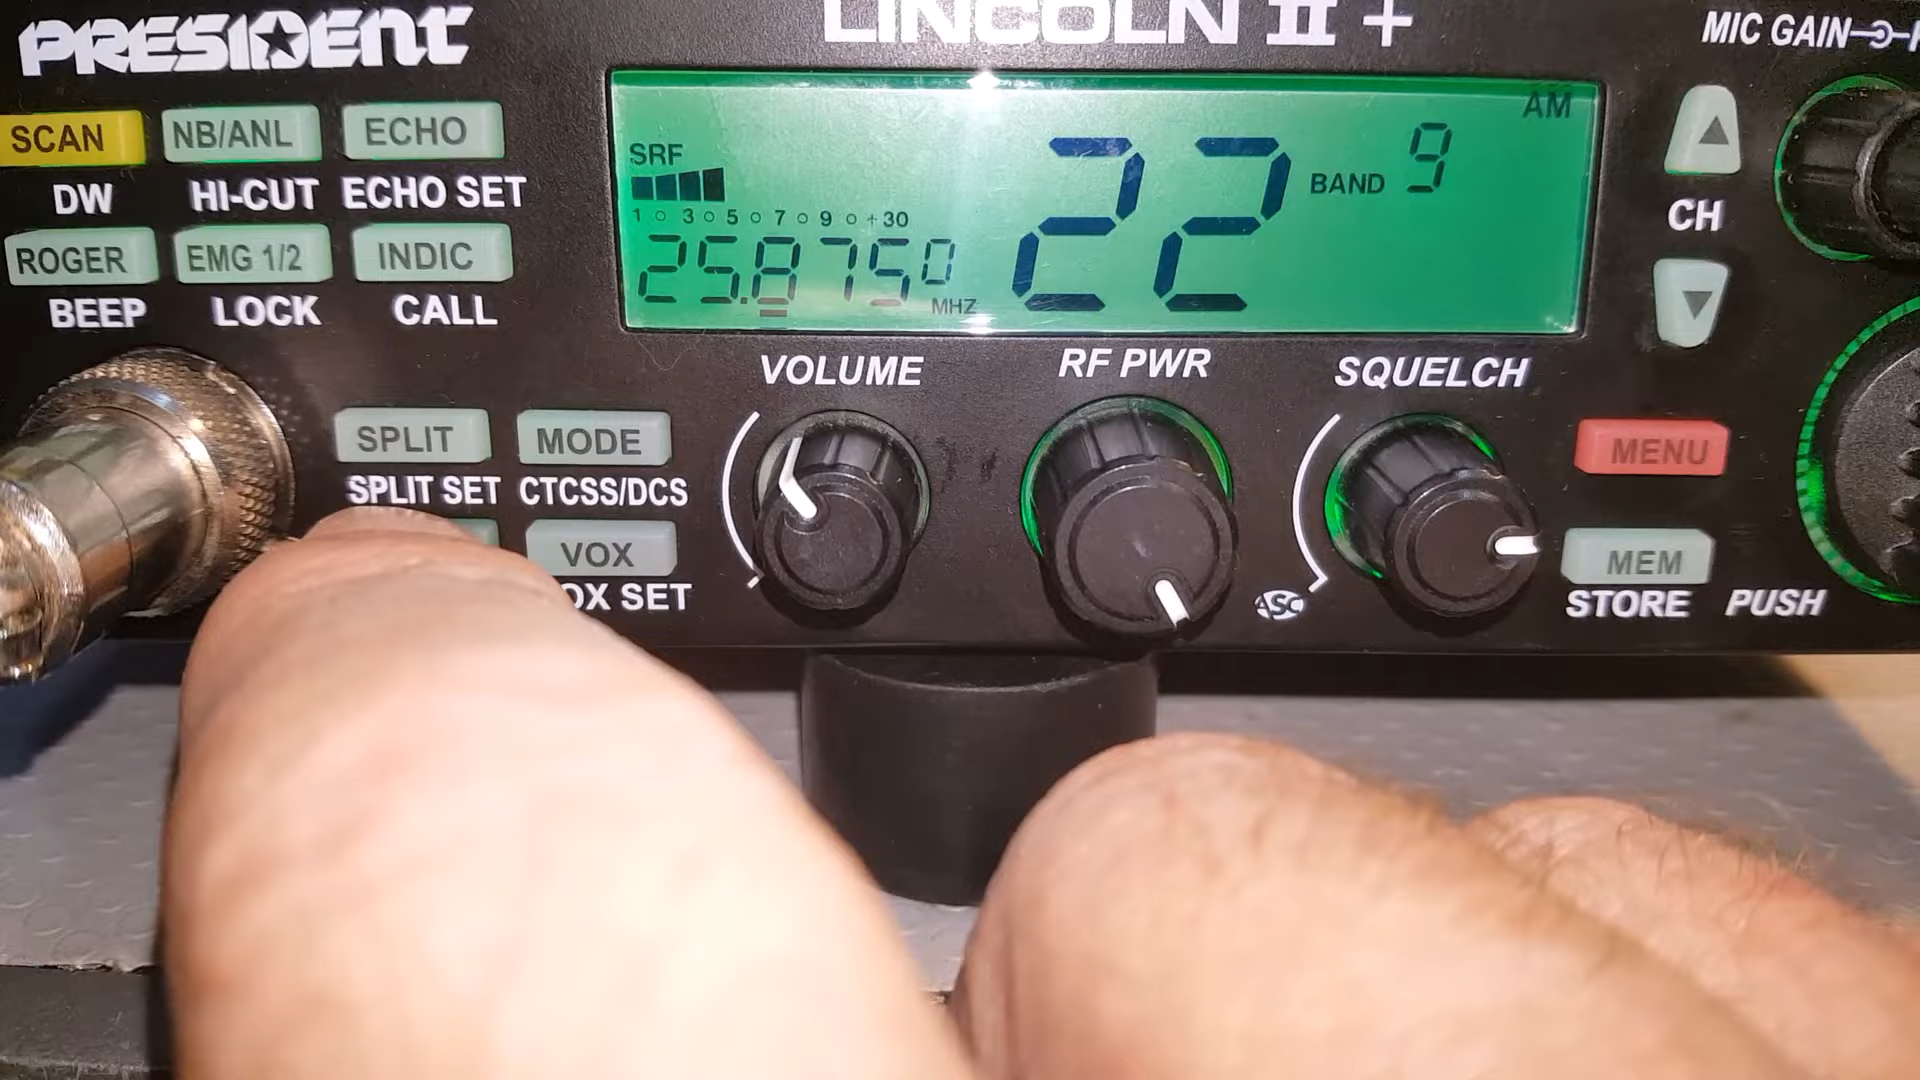 PRESIDENT
LINCOLN II +
MIC GAIN
SCAN
NB/ANL
ECHO
DW
HI-CUT
ECHO SET
ROGER
EMG 1/2
INDIC
BEEP
LOCK
CALL
AM
SRF
1 3 5 7 9 +30
25.8750
MHZ
22
BAND 9
CH
VOLUME
RF PWR
SQUELCH
SPLIT
MODE
SPLIT SET
CTCSS/DCS
VOX
OX SET
ASC
MENU
MEM
STORE
PUSH